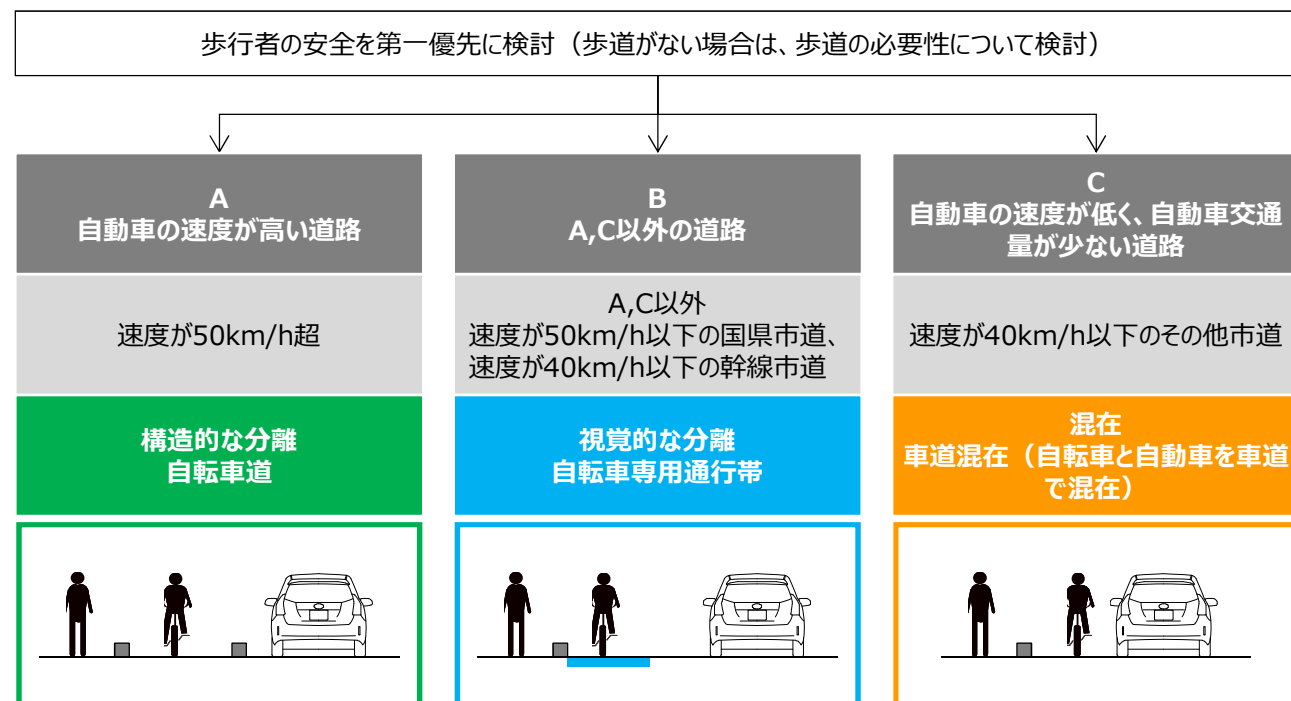 歩行者の安全を第一優先に検討（歩道がない場合は、歩道の必要性について検討）
A
自動車の速度が高い道路
速度が50km/h超
構造的な分離
自転車道
B
A,C以外の道路
A,C以外
速度が50km/h以下の国県市道、
速度が40km/h以下の幹線市道
視覚的な分離
自転車専用通行帯
C
自動車の速度が低く、自動車交通
量が少ない道路
速度が40km/h以下のその他市道
混在
車道混在（自転車と自動車を車道
で混在）